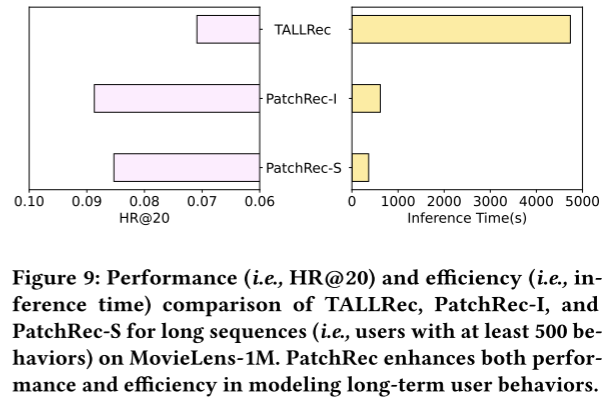 TALLRec
PatchRec-I
PatchRec-S
0.10 0.09 0.08 0.07 0.06
HR@20
0 1000 2000 3000 4000 5000
Inference Time(s)
Figure 9: Performance (i.e., HR@20) and efficiency (i.e., in-
ference time) comparison of TALLRec, PatchRec-I, and
PatchRec-S for long sequences (i.e., users with at least 500 be-
haviors) on MovieLens-1M. PatchRec enhances both perfor-
mance and efficiency in modeling long-term user behaviors.